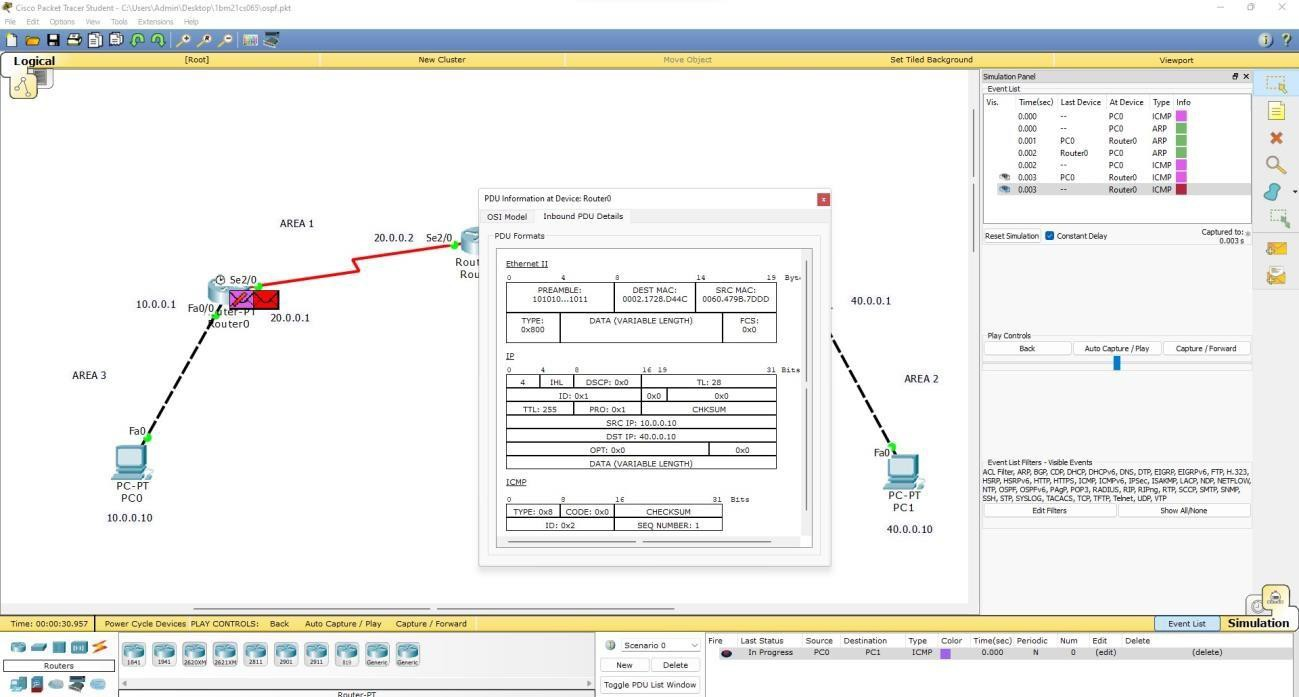 Cisco Packet Tracer Student - C:\Users\Admin\Desktop\1bm21cs065\ospf.pkt
File Edit Options View Tools Extensions Help
Logical [Root] New Cluster Move Object Set Tiled Background Viewport
AREA 1
20.0.0.2 Se2/0
Se2/0
10.0.0.1 Fa0/0
20.0.0.1
Router0
AREA 3
Fa0
PC-PT
PC0
10.0.0.10
40.0.0.1
AREA 2
Fa0
PC-PT
PC1
40.0.0.10
PDU Information at Device: Router0
OSI Model Inbound PDU Details
PDU Formats
Ethernet II
0 4 8 14 19 Byt
PREAMBLE: 101010...1011 DEST MAC: 0002.1728.D44C SRC MAC: 0060.479B.7DDD
TYPE: 0x800 DATA (VARIABLE LENGTH) FCS: 0x0
IP
0 4 8 16 19 31 Bits
4 IHL DSCP: 0x0 TL: 28
ID: 0x1 0x0 0x0
TTL: 255 PRO: 0x1 CHKSUM
SRC IP: 10.0.0.10
DST IP: 40.0.0.10
OPT: 0x0 0x0
DATA (VARIABLE LENGTH)
ICMP
0 8 16 31 Bits
TYPE: 0x8 CODE: 0x0 CHECKSUM
ID: 0x2 SEQ NUMBER: 1
Simulation Panel
Event List
Vis. Time(sec) Last Device At Device Type Info
0.000 -- PC0 ICMP
0.000 -- PC0 ARP
0.001 PC0 Router0 ARP
0.002 Router0 PC0 ARP
0.002 -- PC0 ICMP
0.003 PC0 Router0 ICMP
0.003 -- Router0 ICMP
Reset Simulation Constant Delay Captured to:
0.003 s
Play Controls
Back Auto Capture / Play Capture / Forward
Event List Filters - Visible Events
ACL Filter, ARP, BGP, CDP, DHCP, DHCPv6, DNS, DTP, EIGRP, EIGRPv6, FTP, H.323,
HSRP, HSRPv6, HTTP, HTTPS, ICMP, ICMPv6, IPSec, ISAKMP, LACP, NDP, NETFLOW,
NTP, OSPF, OSPFv6, PAgP, POP3, RADIUS, RIP, RIPng, RTP, SCCP, SMTP, SNMP,
SSH, STP, SYSLOG, TACACS, TCP, TFTP, Telnet, UDP, VTP
Edit Filters Show All/None
Time: 00:00:30.957 Power Cycle Devices PLAY CONTROLS: Back Auto Capture / Play Capture / Forward Event List Simulation
Routers
1841 1941 2620XM 2621XM 2811 2901 2911 819 Generic Generic
Router-PT
Scenario 0
New Delete
Toggle PDU List Window
Fire Last Status Source Destination Type Color Time(sec) Periodic Num Edit Delete
In Progress PC0 PC1 ICMP 0.000 N 0 (edit) (delete)